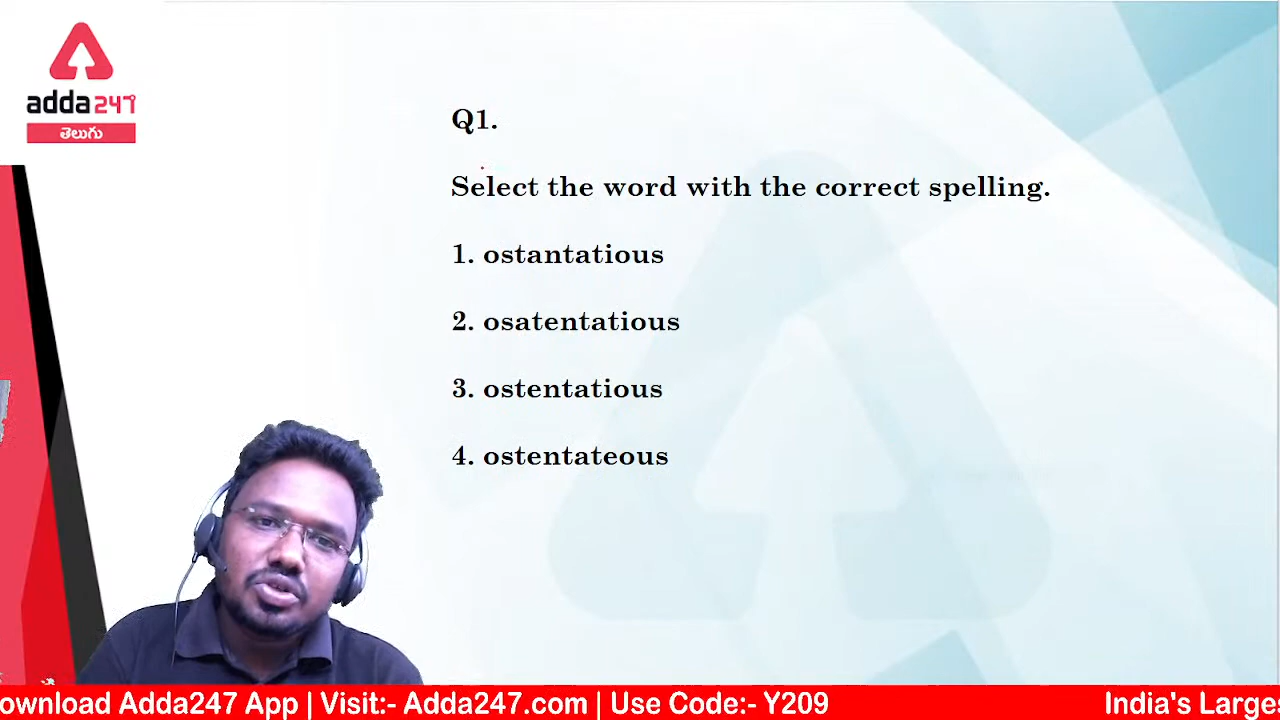 adda247
తెలుగు
Q1.
Select the word with the correct spelling.
1. ostantatious
2. osatentatious
3. ostentatious
4. ostentateous
ownload Adda247 App | Visit:- Adda247.com | Use Code:- Y209
India's Larges